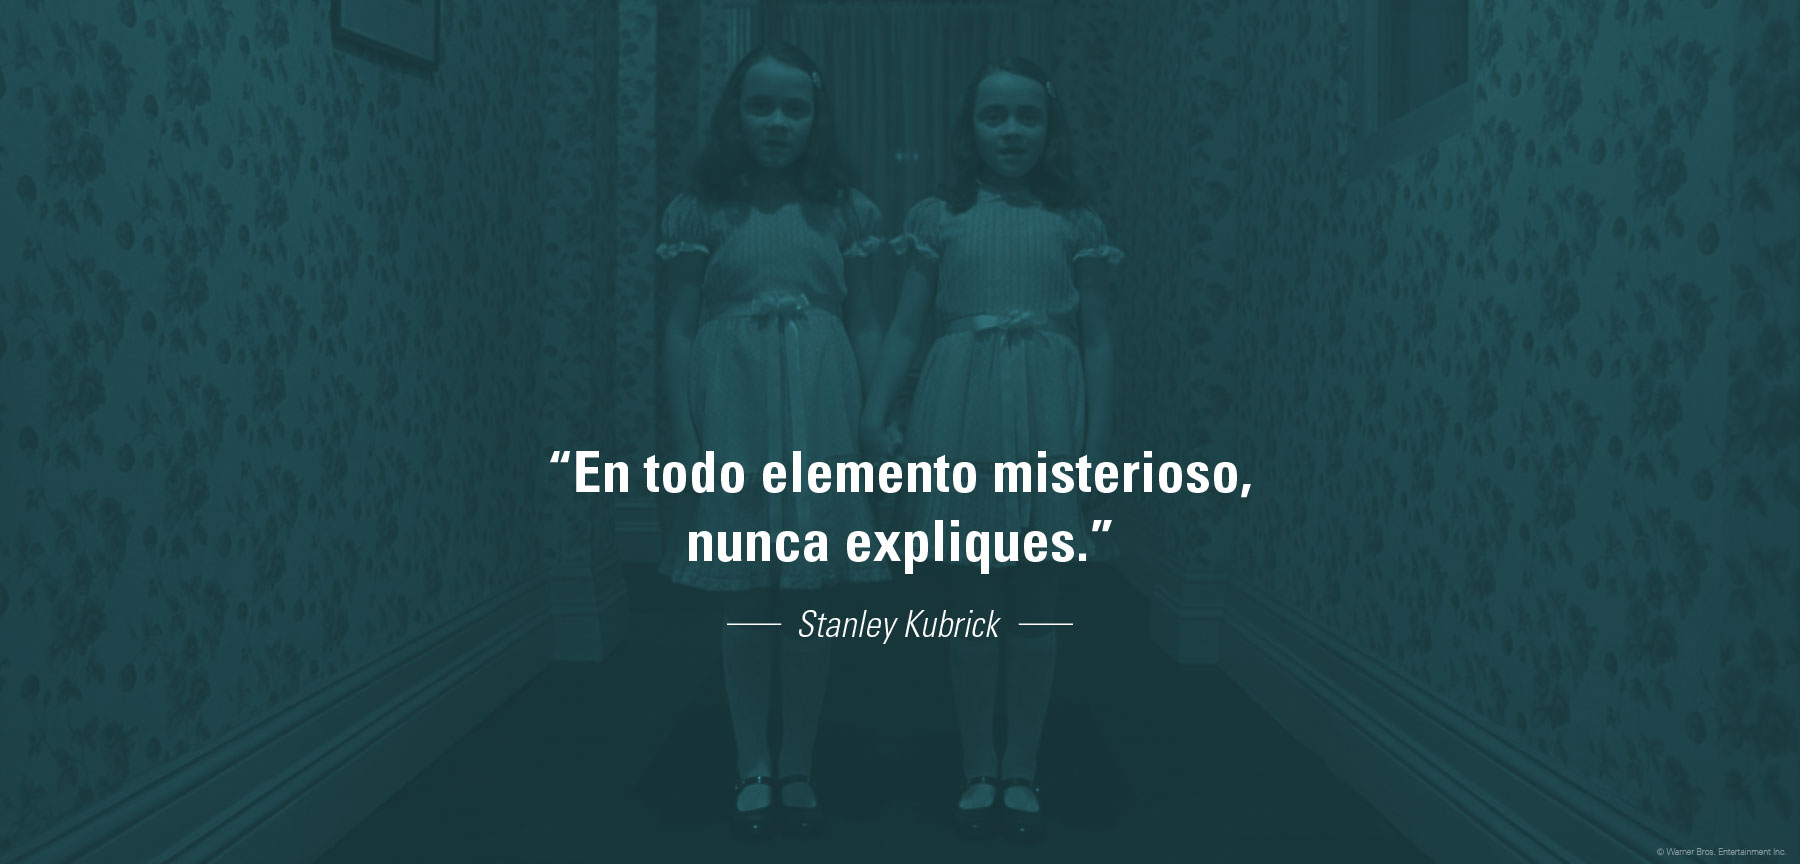 “En todo elemento misterioso,
nunca expliques.”
Stanley Kubrick
© Warner Bros. Entertainment Inc.